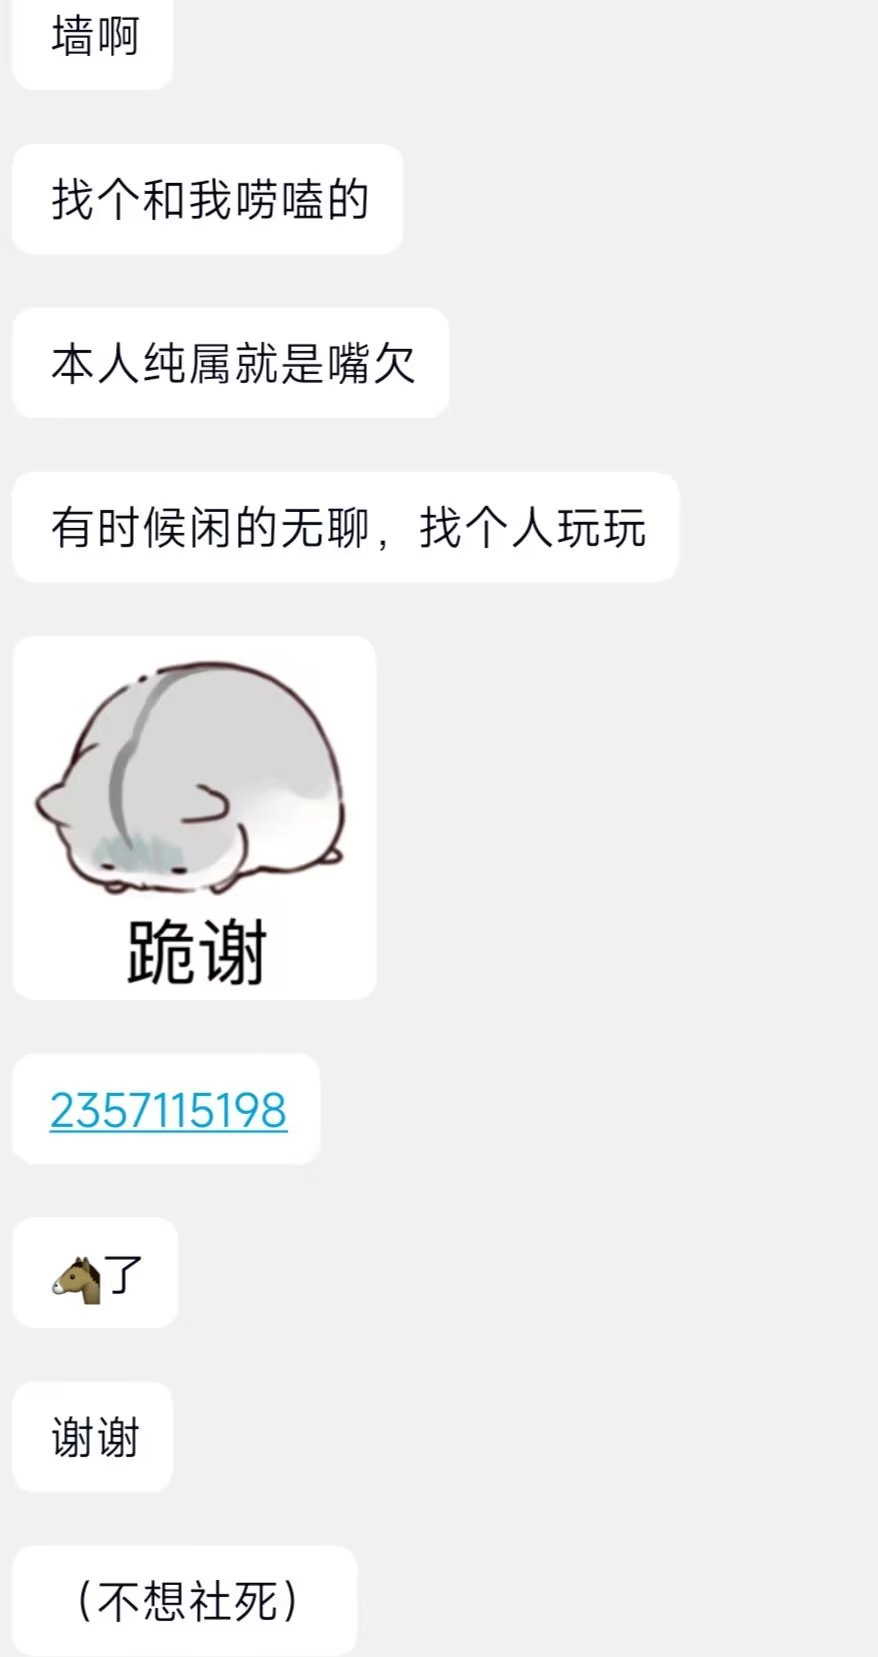 墙啊
找个和我唠嗑的
本人纯属就是嘴欠
有时候闲的无聊，找个人玩玩
跪谢
2357115198
🐴了
谢谢
（不想社死）